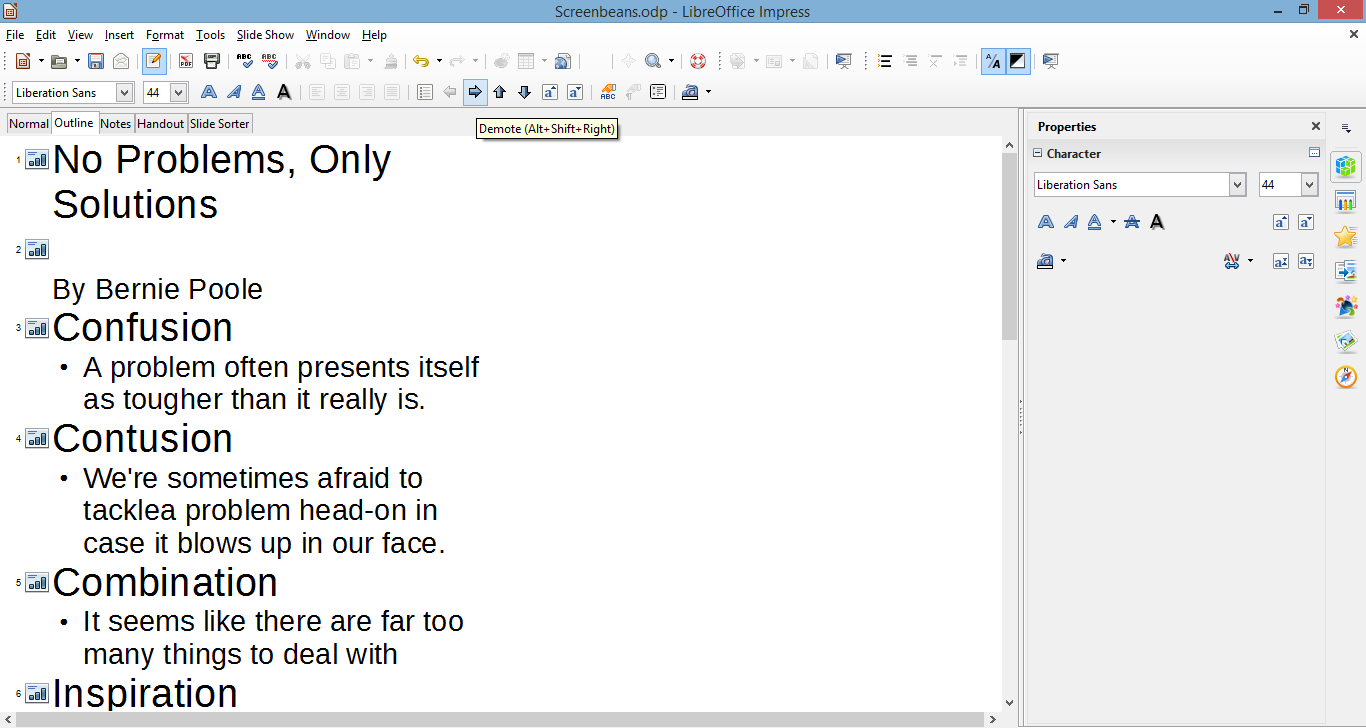 Screenbeans.odp - LibreOffice Impress
File Edit View Insert Format Tools Slide Show Window Help
Liberation Sans 44
Normal Outline Notes Handout Slide Sorter
Demote (Alt+Shift+Right)
Properties
Character
Liberation Sans 44
1 No Problems, Only
Solutions
2
By Bernie Poole
3 Confusion
• A problem often presents itself
as tougher than it really is.
4 Contusion
• We're sometimes afraid to
tacklea problem head-on in
case it blows up in our face.
5 Combination
• It seems like there are far too
many things to deal with
6 Inspiration